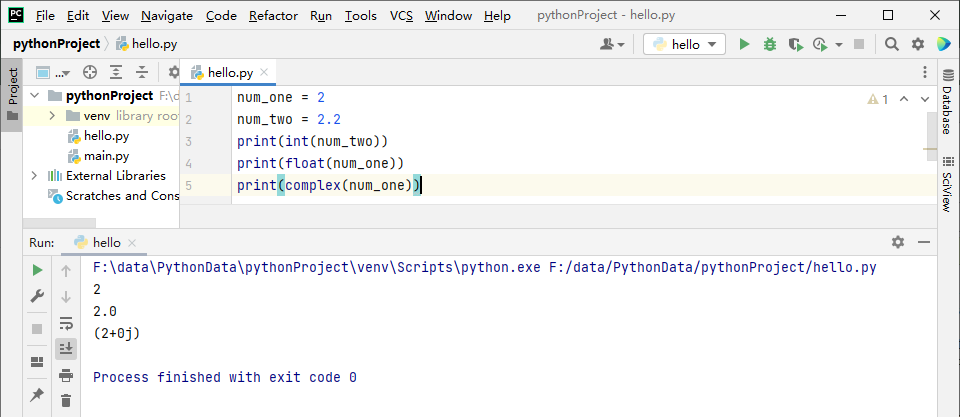 PC File Edit View Navigate Code Refactor Run Tools VCS Window Help pythonProject - hello.py
pythonProject hello.py hello
Project
... hello.py
pythonProject F:\d
venv library roo
hello.py
main.py
External Libraries
Scratches and Cons
1 num_one = 2
2 num_two = 2.2
3 print(int(num_two))
4 print(float(num_one))
5 print(complex(num_one))
1
Database
SciView
Run: hello
F:\data\PythonData\pythonProject\venv\Scripts\python.exe F:/data/PythonData/pythonProject/hello.py
2
2.0
(2+0j)
Process finished with exit code 0